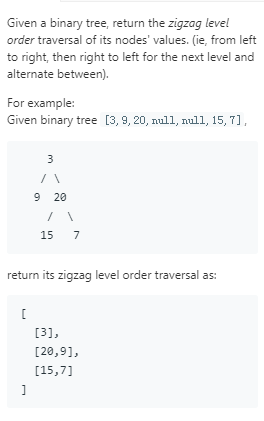 Given a binary tree, return the zigzag level
order traversal of its nodes' values. (ie, from left
to right, then right to left for the next level and
alternate between).
For example:
Given binary tree [3,9,20,null,null,15,7],
3
/ \
9 20
/ \
15 7
return its zigzag level order traversal as:
[
[3],
[20,9],
[15,7]
]